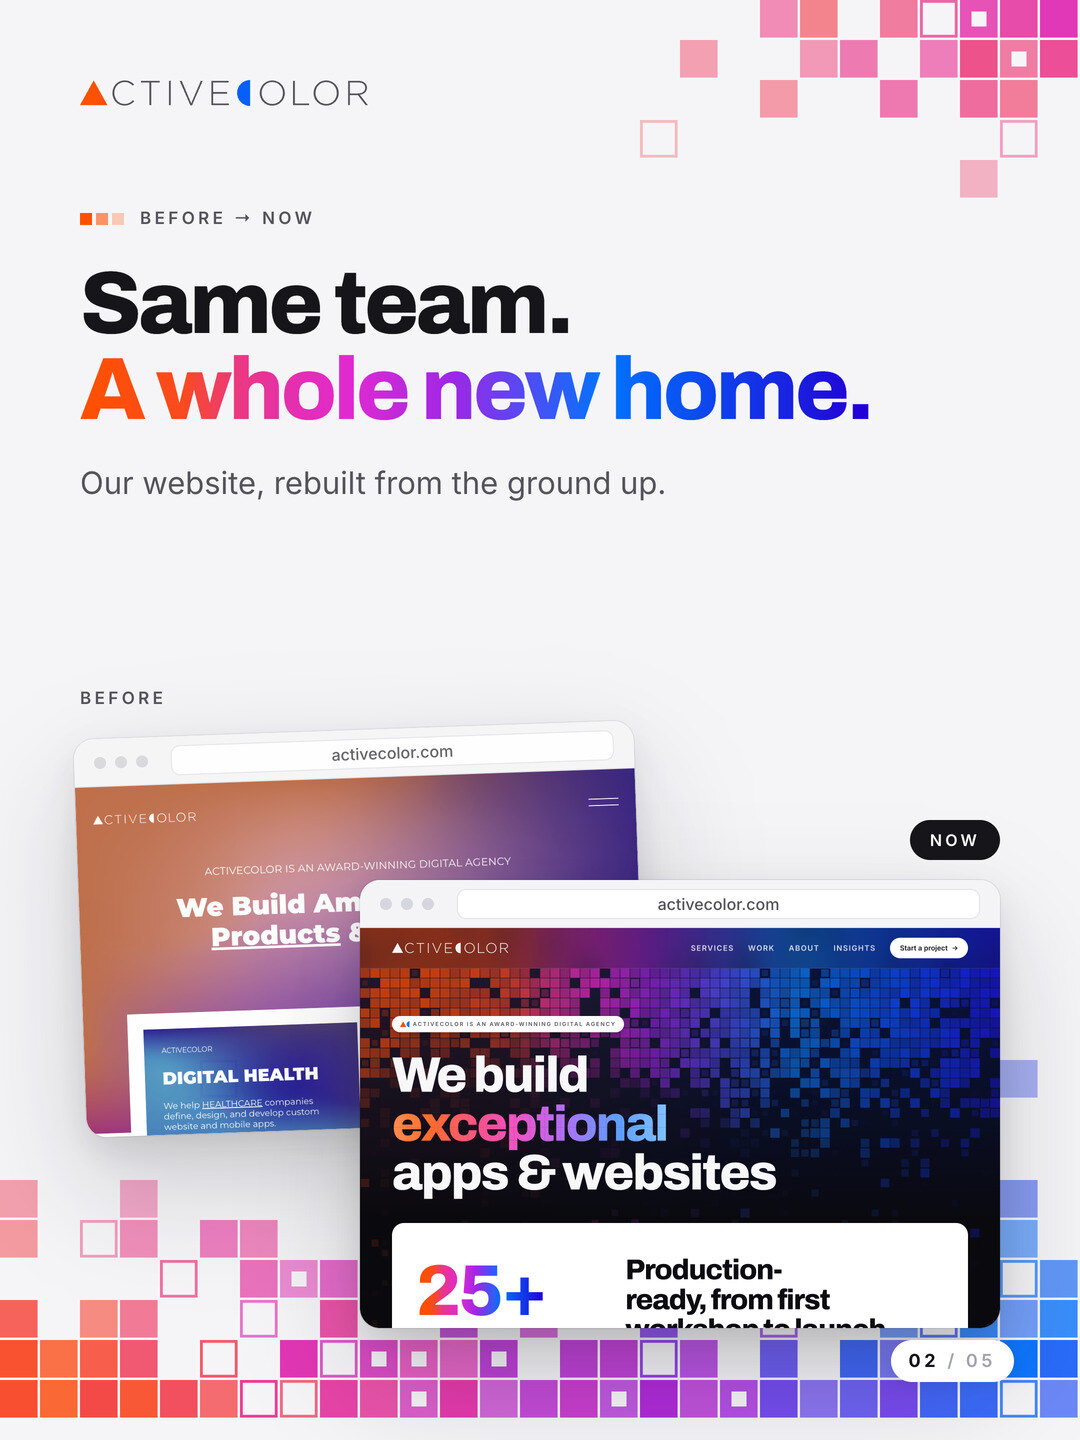 ACTIVECOLOR
BEFORE → NOW
Same team.
A whole new home.
Our website, rebuilt from the ground up.
BEFORE
activecolor.com
ACTIVECOLOR
ACTIVECOLOR IS AN AWARD-WINNING DIGITAL AGENCY
We Build Am
Products &
ACTIVECOLOR
DIGITAL HEALTH
We help HEALTHCARE companies
define, design, and develop custom
website and mobile apps.
NOW
activecolor.com
ACTIVECOLOR
SERVICES WORK ABOUT INSIGHTS Start a project →
ACTIVECOLOR IS AN AWARD-WINNING DIGITAL AGENCY
We build
exceptional
apps & websites
25+
Production-
ready, from first
workshop to launch
02 / 05